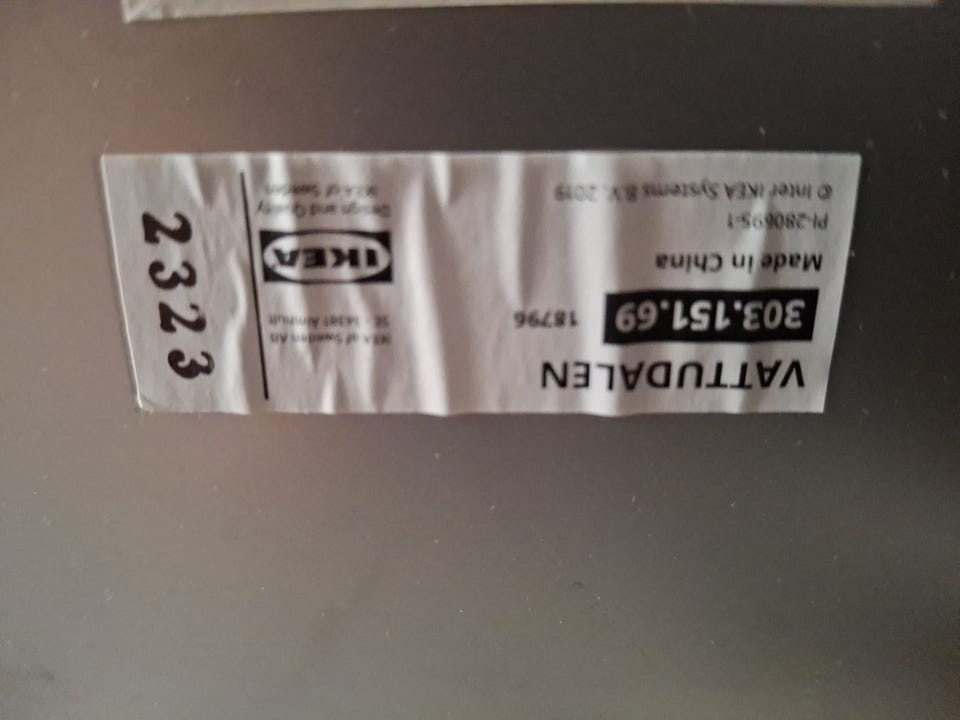 VATTUDALEN
303.151.69 18796
Made in China
PI-280695-1
© Inter IKEA Systems B.V. 2019
IKEA of Sweden AB
SE - 34381 Älmhult
IKEA
Design and Quality
IKEA of Sweden
2323